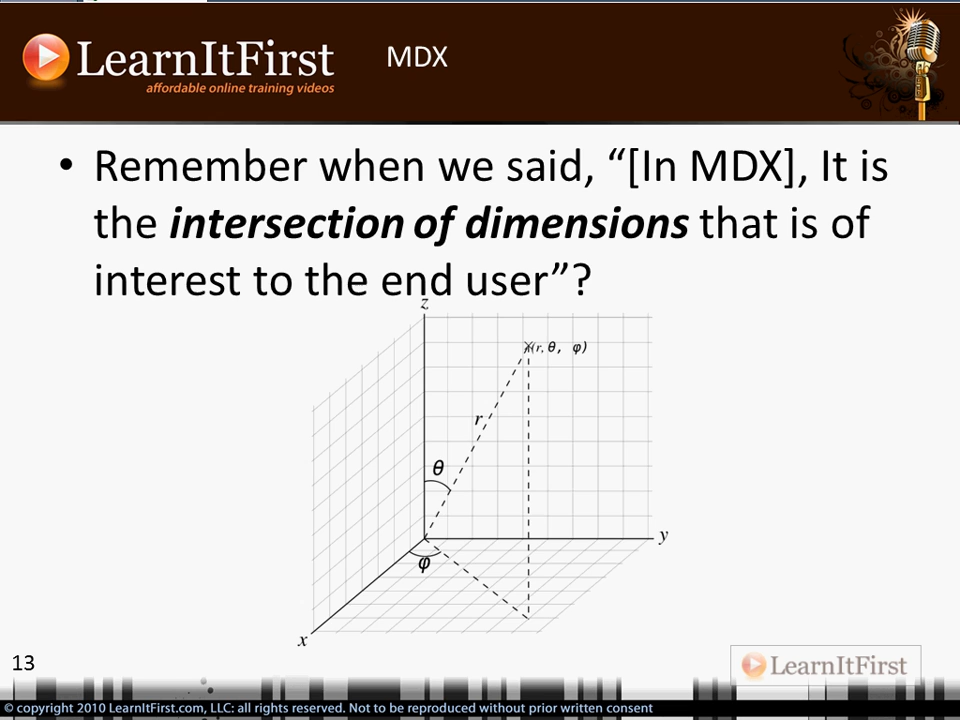 LearnItFirst
affordable online training videos
MDX
• Remember when we said, “[In MDX], It is
the intersection of dimensions that is of
interest to the end user”?
z
(r, θ, φ)
r
θ
y
φ
x
13
LearnItFirst
© copyright 2010 LearnItFirst.com, LLC: all rights reserved. Not to be reproduced without prior written consent